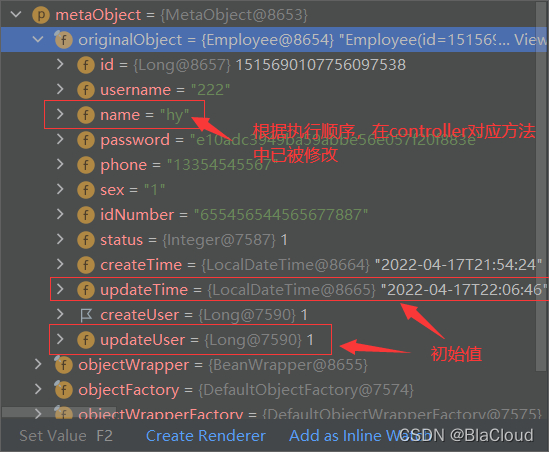 metaObject = {MetaObject@8653}
originalObject = {Employee@8654} "Employee(id=151569... View
id = {Long@8657} 1515690107756097538
username = "222"
name = "hy"
根据执行顺序，在controller对应方法
中已被修改
password = "e10adc3949ba59abbe56e057f20f883e"
phone = "13354545567"
sex = "1"
idNumber = "655456544565677887"
status = {Integer@7587} 1
createTime = {LocalDateTime@8664} "2022-04-17T21:54:24"
updateTime = {LocalDateTime@8665} "2022-04-17T22:06:46"
createUser = {Long@7590} 1
updateUser = {Long@7590} 1
初始值
objectWrapper = {BeanWrapper@8655}
objectFactory = {DefaultObjectFactory@7574}
objectWrapperFactory = {DefaultObjectWrapperFactory@7575}
Set Value F2 Create Renderer Add as Inline Watch
CSDN @BlaCloud